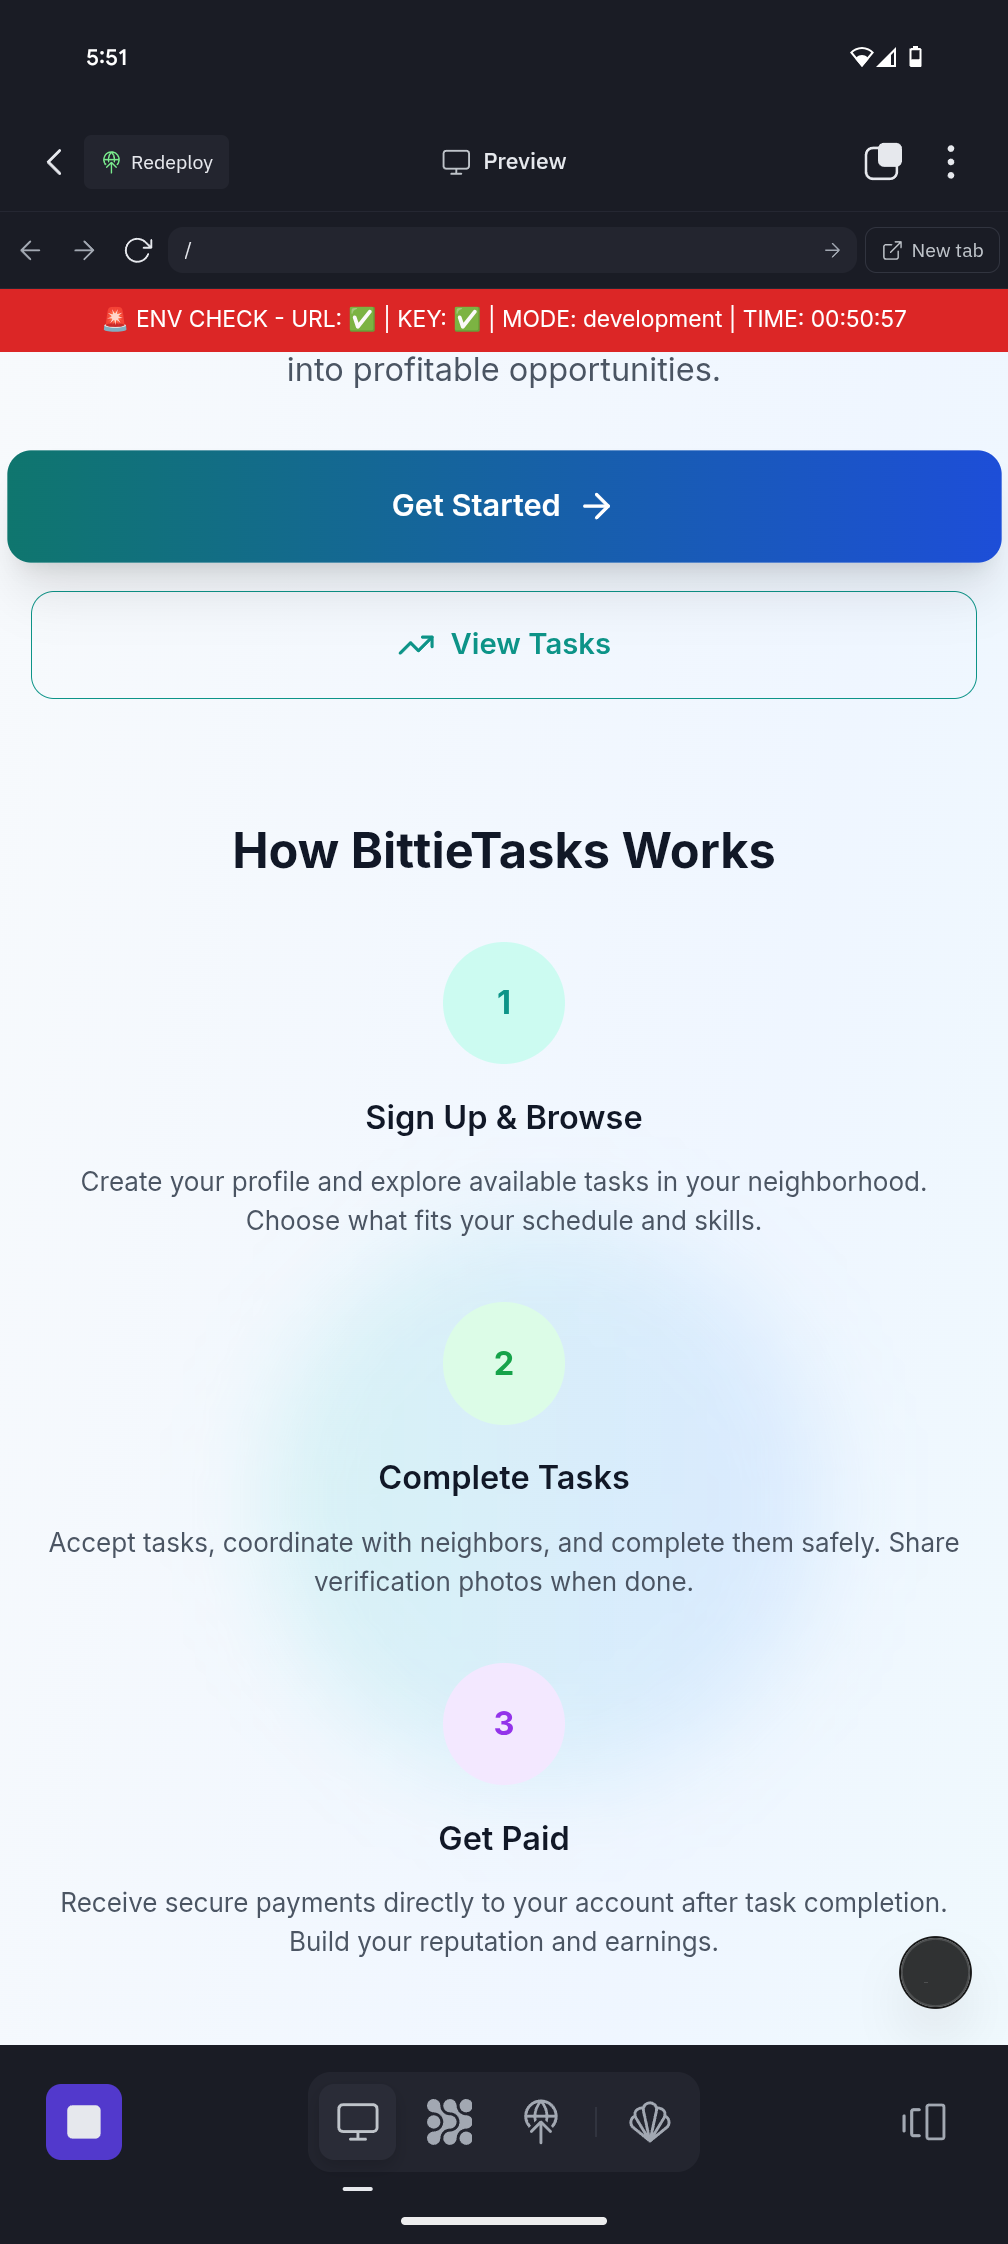 5:51
Redeploy
Preview
/
New tab
🚨 ENV CHECK - URL: ✅ | KEY: ✅ | MODE: development | TIME: 00:50:57
into profitable opportunities.
Get Started →
View Tasks
How BittieTasks Works
1
Sign Up & Browse
Create your profile and explore available tasks in your neighborhood.
Choose what fits your schedule and skills.
2
Complete Tasks
Accept tasks, coordinate with neighbors, and complete them safely. Share
verification photos when done.
3
Get Paid
Receive secure payments directly to your account after task completion.
Build your reputation and earnings.